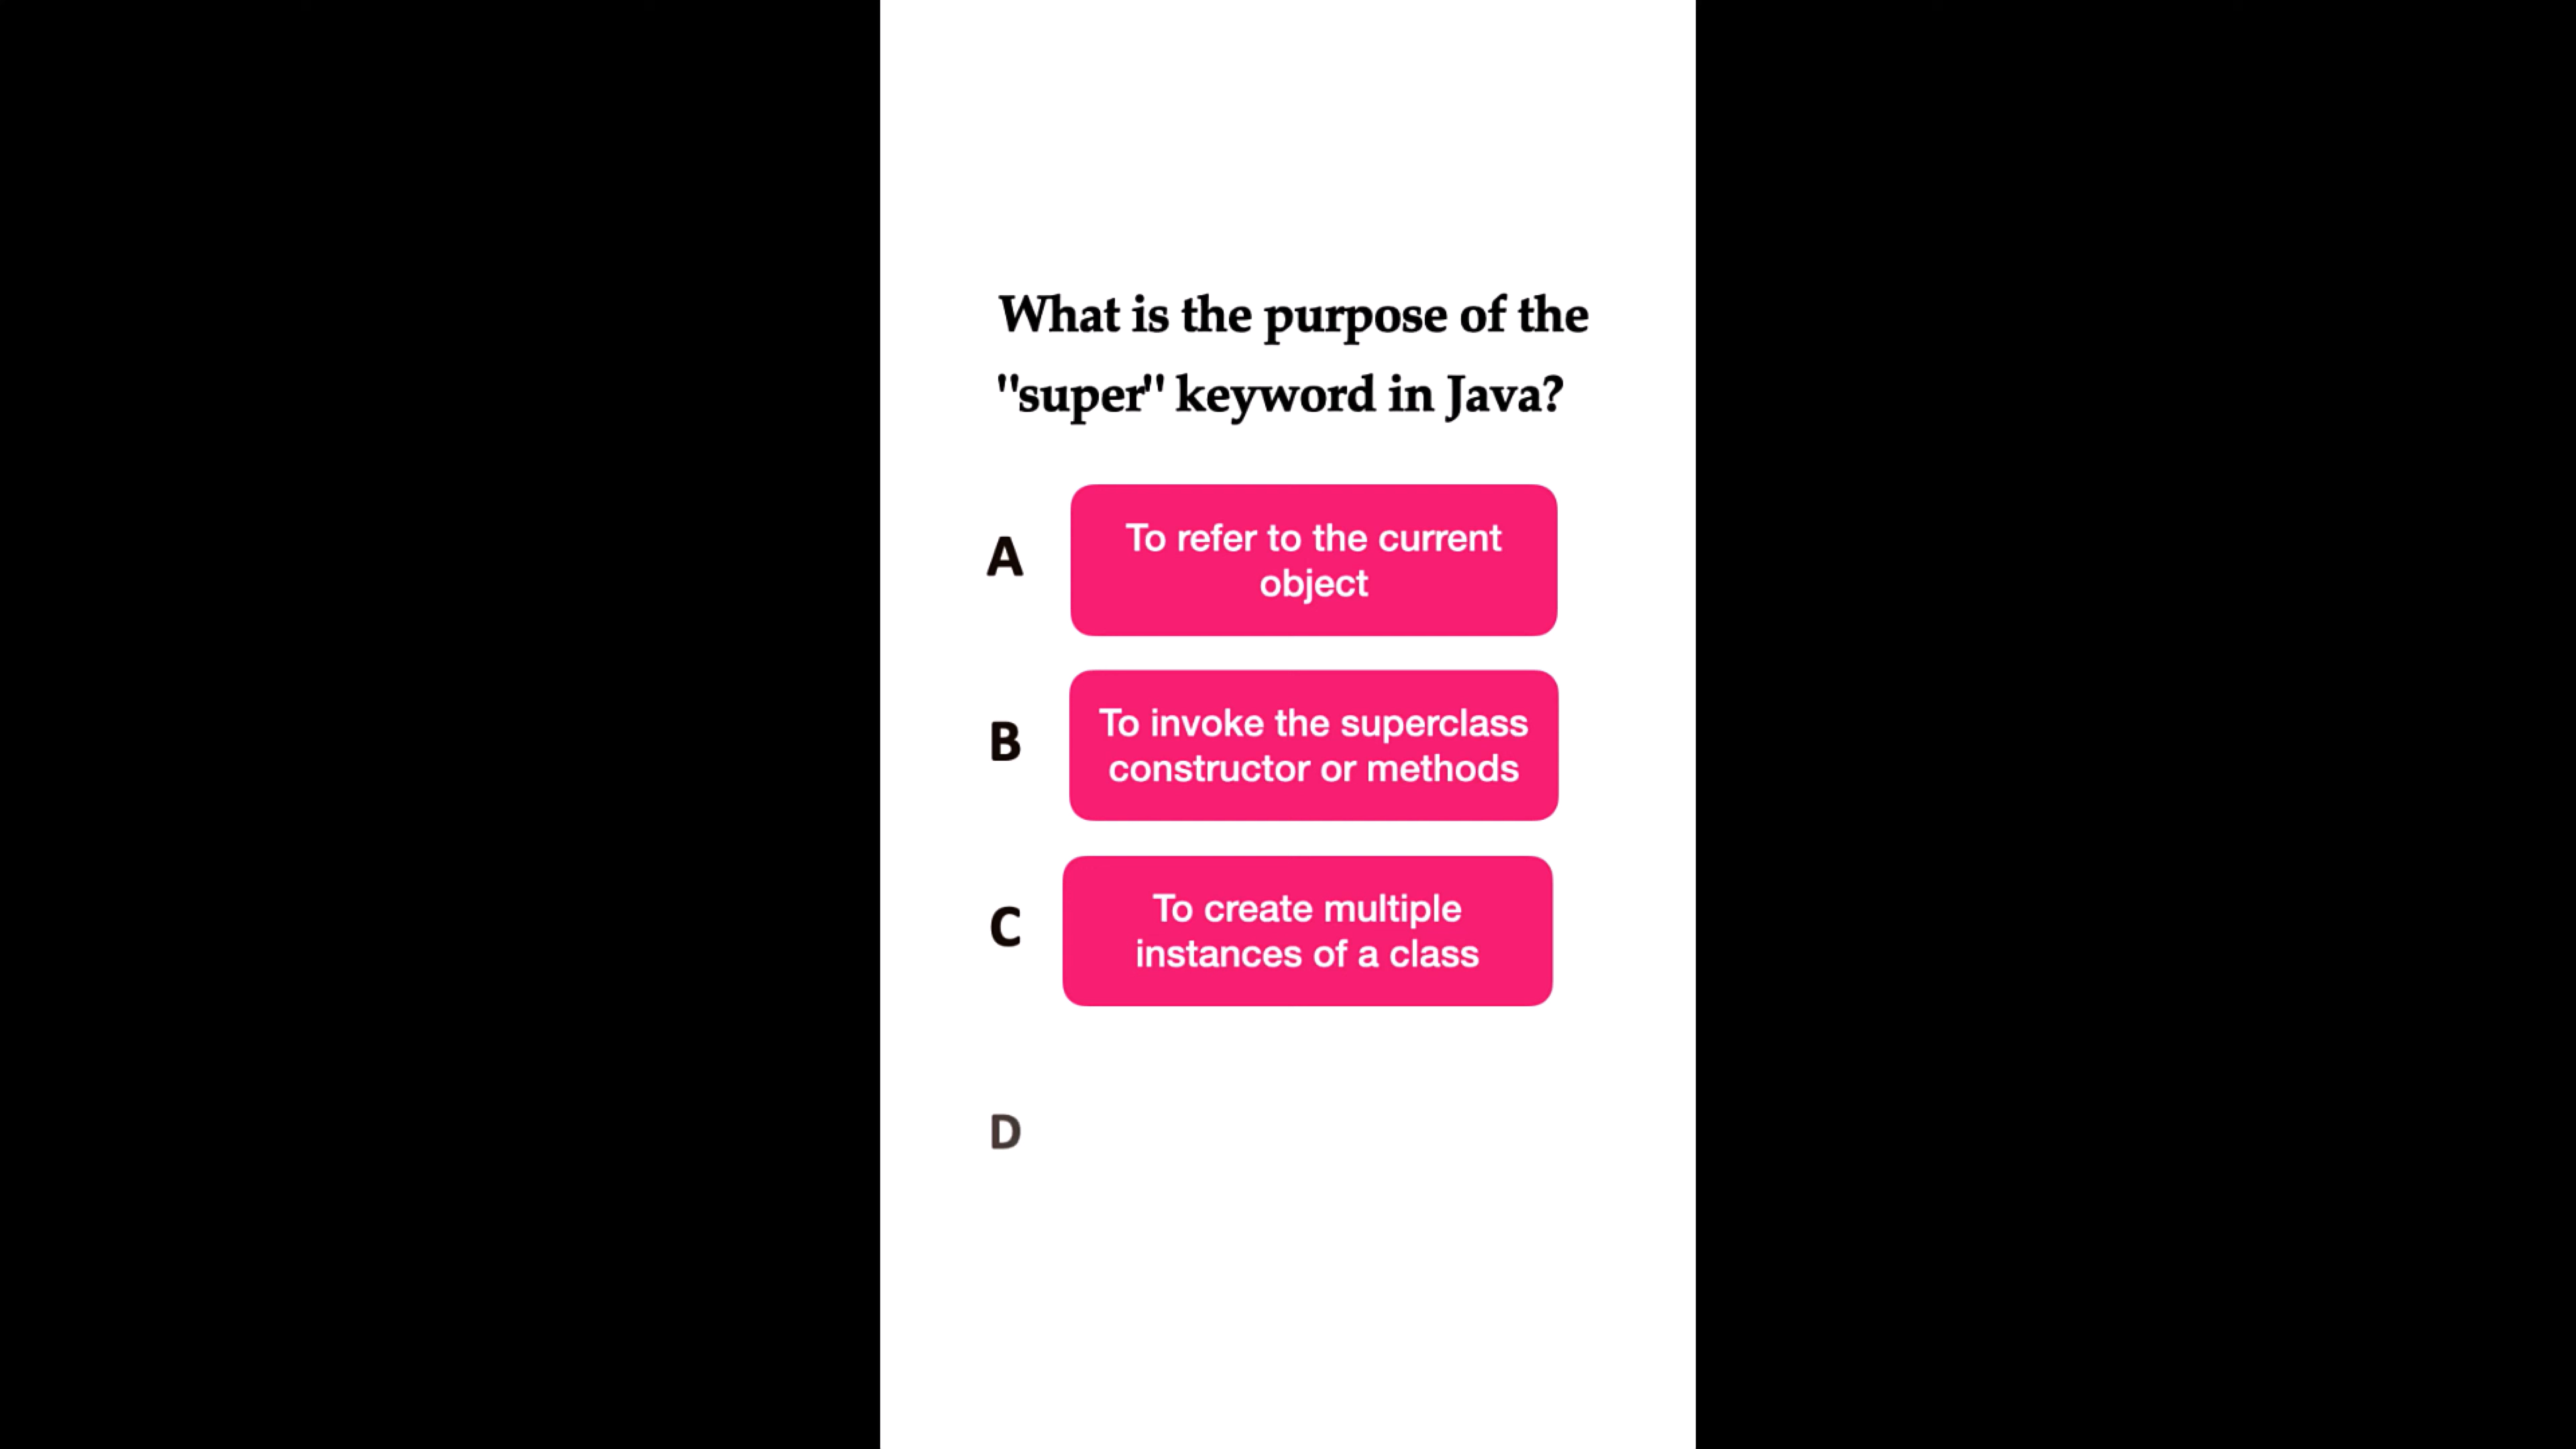 What is the purpose of the
"super" keyword in Java?
A
To refer to the current
object
B
To invoke the superclass
constructor or methods
C
To create multiple
instances of a class
D